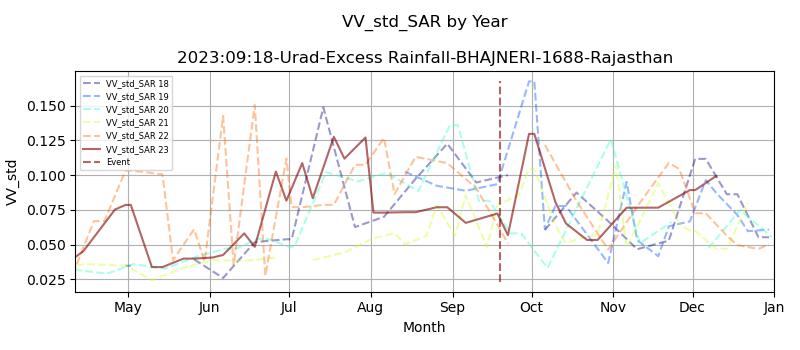 VV_std_SAR by Year
2023:09:18-Urad-Excess Rainfall-BHAJNERI-1688-Rajasthan
VV_std_SAR 18
VV_std_SAR 19
VV_std_SAR 20
VV_std_SAR 21
VV_std_SAR 22
VV_std_SAR 23
Event
VV_std
0.150
0.125
0.100
0.075
0.050
0.025
May Jun Jul Aug Sep Oct Nov Dec Jan
Month